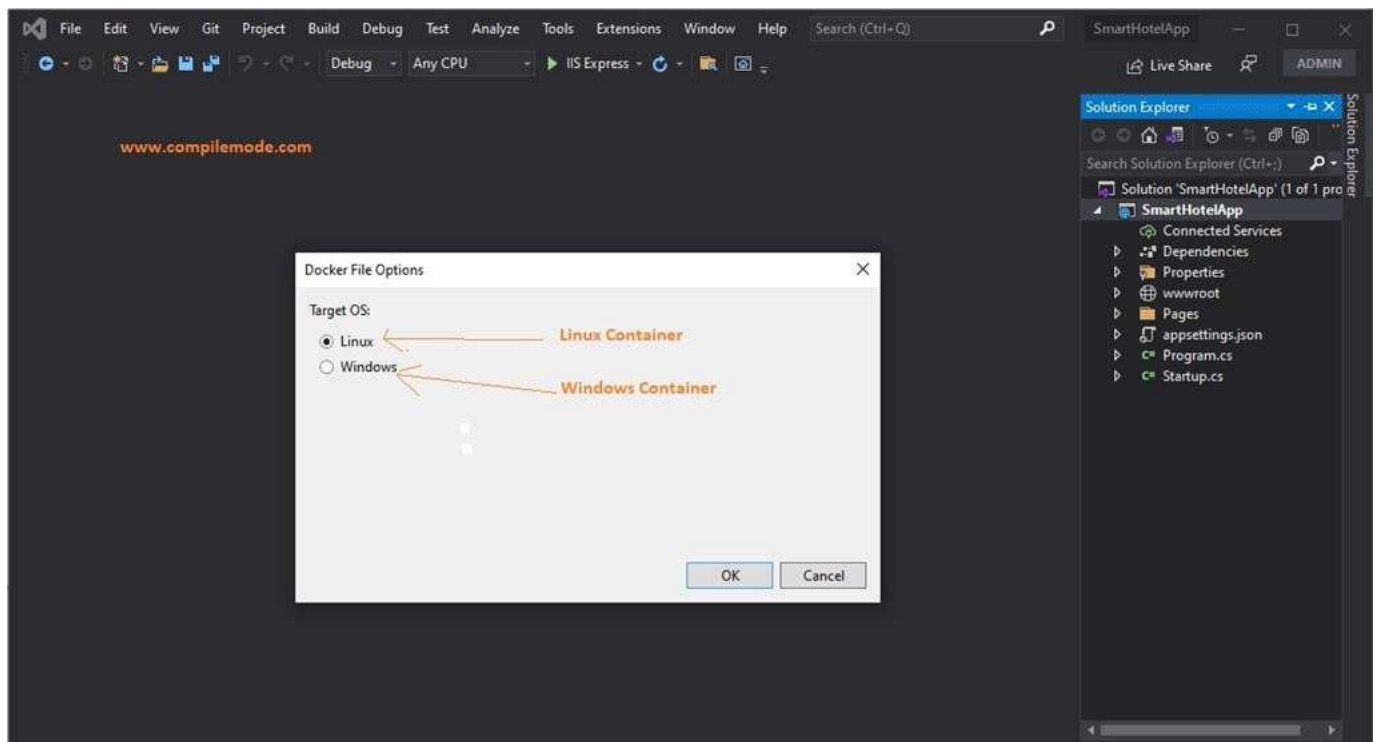 File Edit View Git Project Build Debug Test Analyze Tools Extensions Window Help Search (Ctrl+Q) SmartHotelApp
Debug Any CPU IIS Express Live Share ADMIN
www.compilemode.com
Solution Explorer
Search Solution Explorer (Ctrl+;)
Solution 'SmartHotelApp' (1 of 1 pro
SmartHotelApp
Connected Services
Dependencies
Properties
wwwroot
Pages
appsettings.json
C# Program.cs
C# Startup.cs
Solution Explorer
Docker File Options
Target OS:
Linux
Linux Container
Windows
Windows Container
OK Cancel